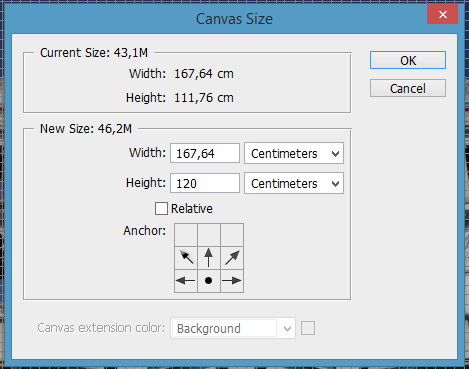 Canvas Size
Current Size: 43,1M
Width: 167,64 cm
Height: 111,76 cm
OK
Cancel
New Size: 46,2M
Width: 167,64 Centimeters
Height: 120 Centimeters
Relative
Anchor:
Canvas extension color: Background